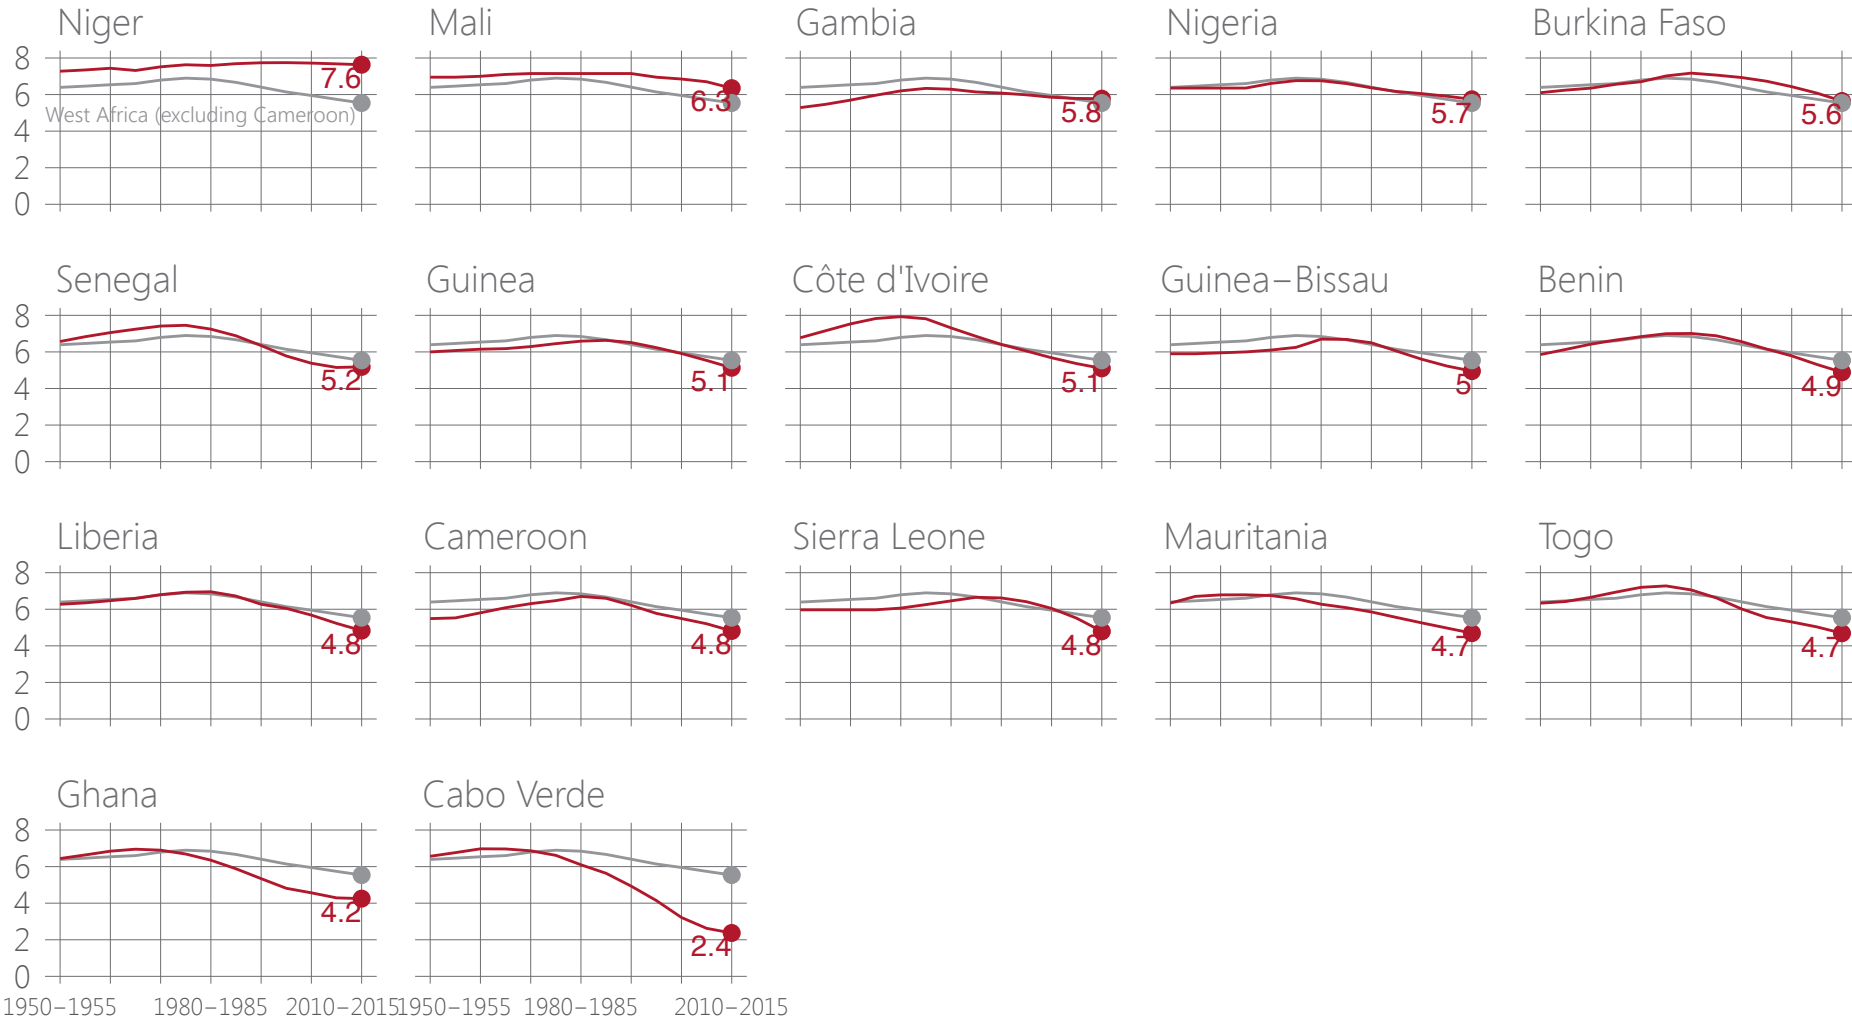 Niger Mali Gambia Nigeria Burkina Faso
8
6
4
2
0
West Africa (excluding Cameroon)
7.6 6.3 5.8 5.7 5.6
Senegal Guinea Côte d'Ivoire Guinea–Bissau Benin
8
6
4
2
0
5.2 5.1 5.1 5 4.9
Liberia Cameroon Sierra Leone Mauritania Togo
8
6
4
2
0
4.8 4.8 4.8 4.7 4.7
Ghana Cabo Verde
8
6
4
2
0
4.2 2.4
1950–1955 1980–1985 2010–2015 1950–1955 1980–1985 2010–2015